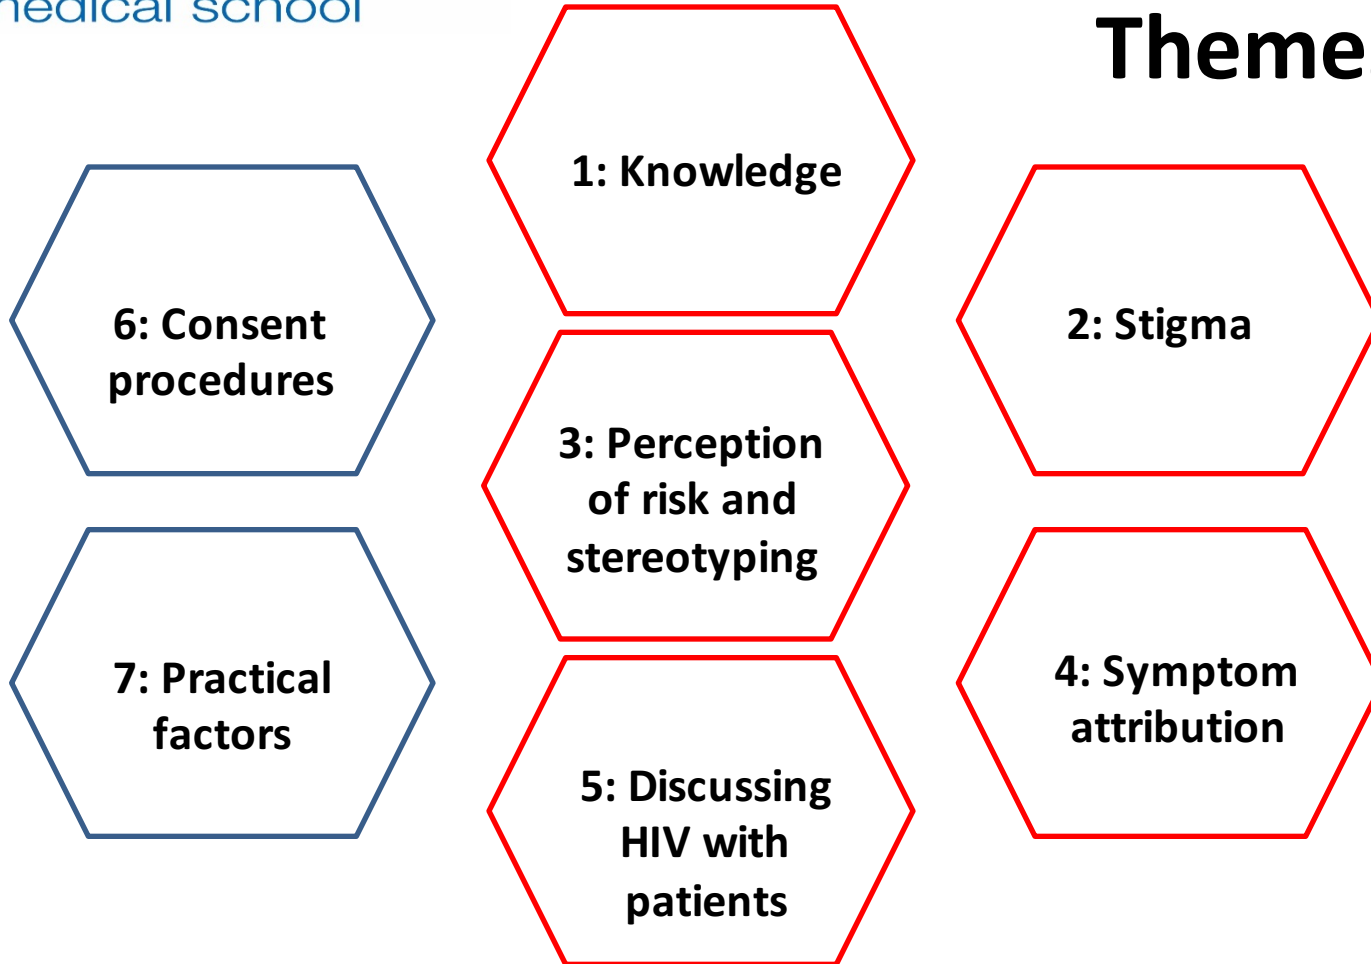 medical school
Theme
1: Knowledge
6: Consent
procedures
2: Stigma
3: Perception
of risk and
stereotyping
7: Practical
factors
4: Symptom
attribution
5: Discussing
HIV with
patients